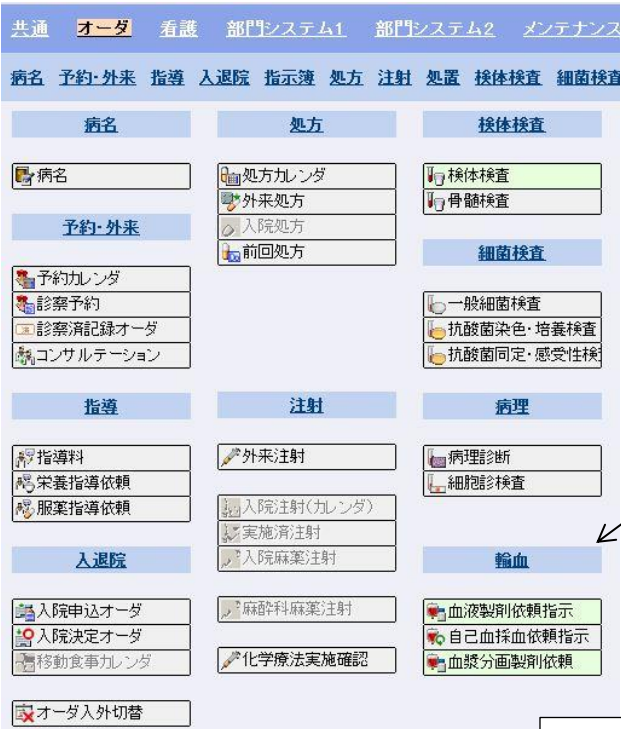 共通 オーダ 看護 部門システム1 部門システム2 メンテナンス
病名 予約・外来 指導 入退院 指示簿 処方 注射 処置 検体検査 細菌検査
病名
病名
予約・外来
予約カレンダ
診察予約
診察済記録オーダ
コンサルテーション
指導
指導料
栄養指導依頼
服薬指導依頼
入退院
入院申込オーダ
入院決定オーダ
移動食事カレンダ
オーダ入外切替
処方
処方カレンダ
外来処方
入院処方
前回処方
注射
外来注射
入院注射(カレンダ)
実施済注射
入院麻薬注射
麻酔科麻薬注射
化学療法実施確認
検体検査
検体検査
骨髄検査
細菌検査
一般細菌検査
抗酸菌染色・培養検査
抗酸菌同定・感受性検
病理
病理診断
細胞診検査
輸血
血液製剤依頼指示
自己血採血依頼指示
血漿分画製剤依頼